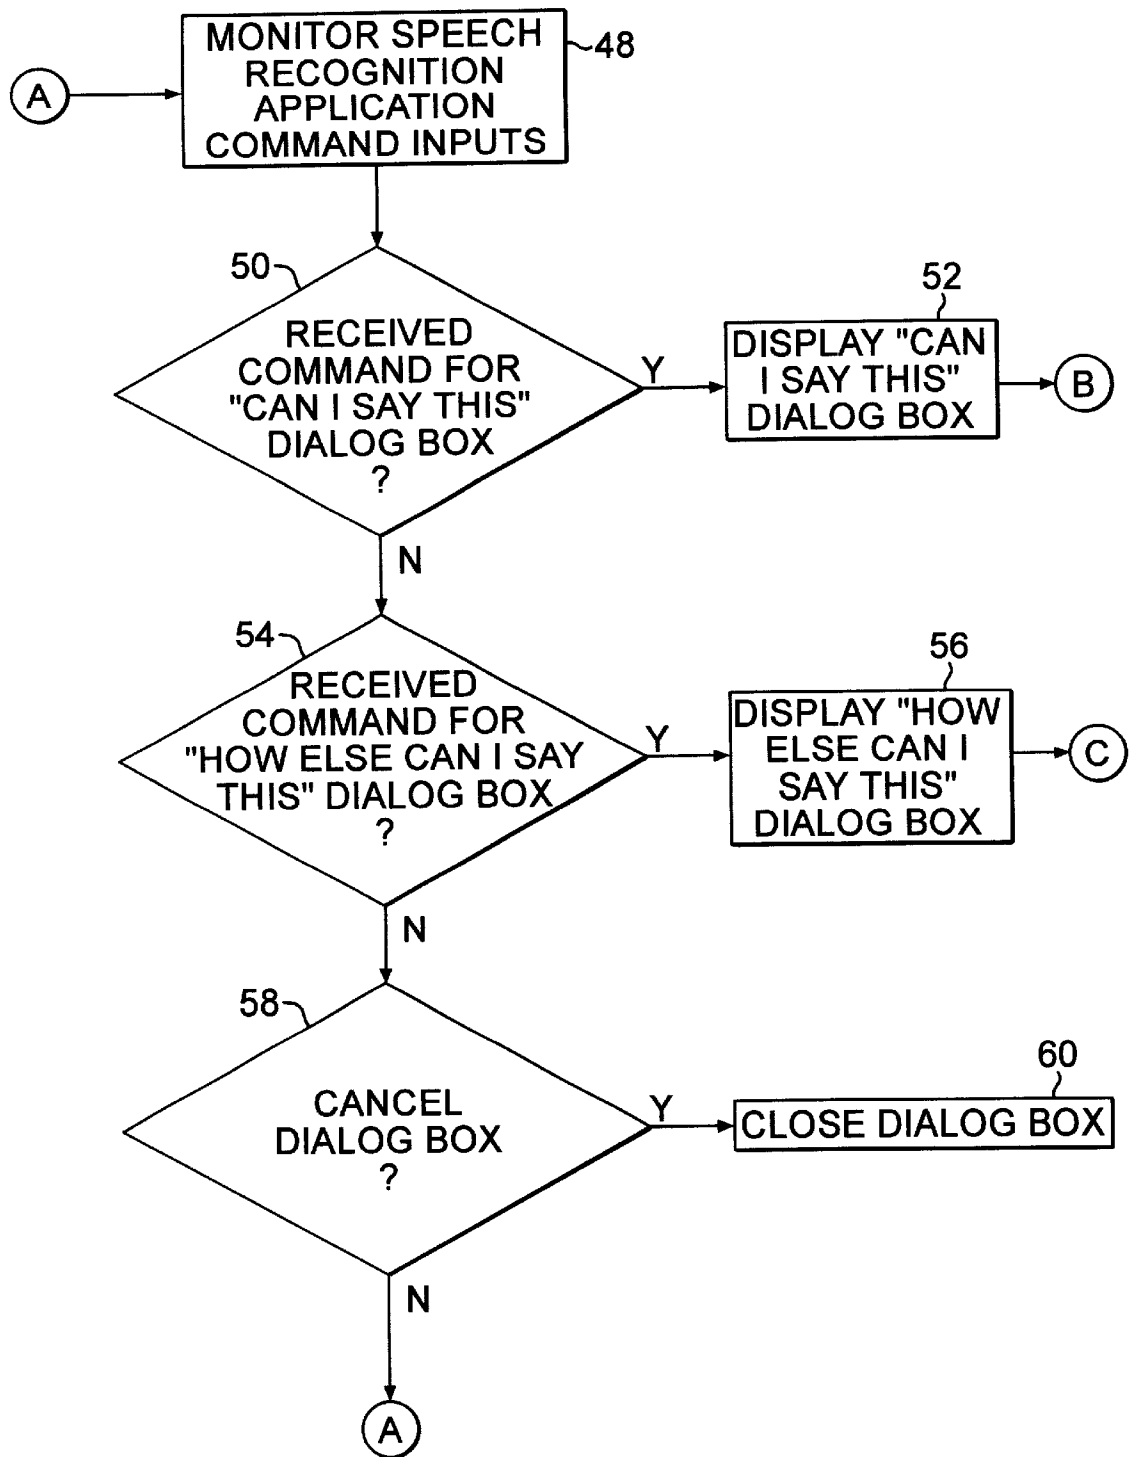 MONITOR SPEECH
RECOGNITION
APPLICATION
COMMAND INPUTS
48
A
50
RECEIVED
COMMAND FOR
"CAN I SAY THIS"
DIALOG BOX
?
Y
52
DISPLAY "CAN
I SAY THIS"
DIALOG BOX
B
N
54
RECEIVED
COMMAND FOR
"HOW ELSE CAN I SAY
THIS" DIALOG BOX
?
Y
56
DISPLAY "HOW
ELSE CAN I
SAY THIS"
DIALOG BOX
C
N
58
CANCEL
DIALOG BOX
?
Y
60
CLOSE DIALOG BOX
N
A